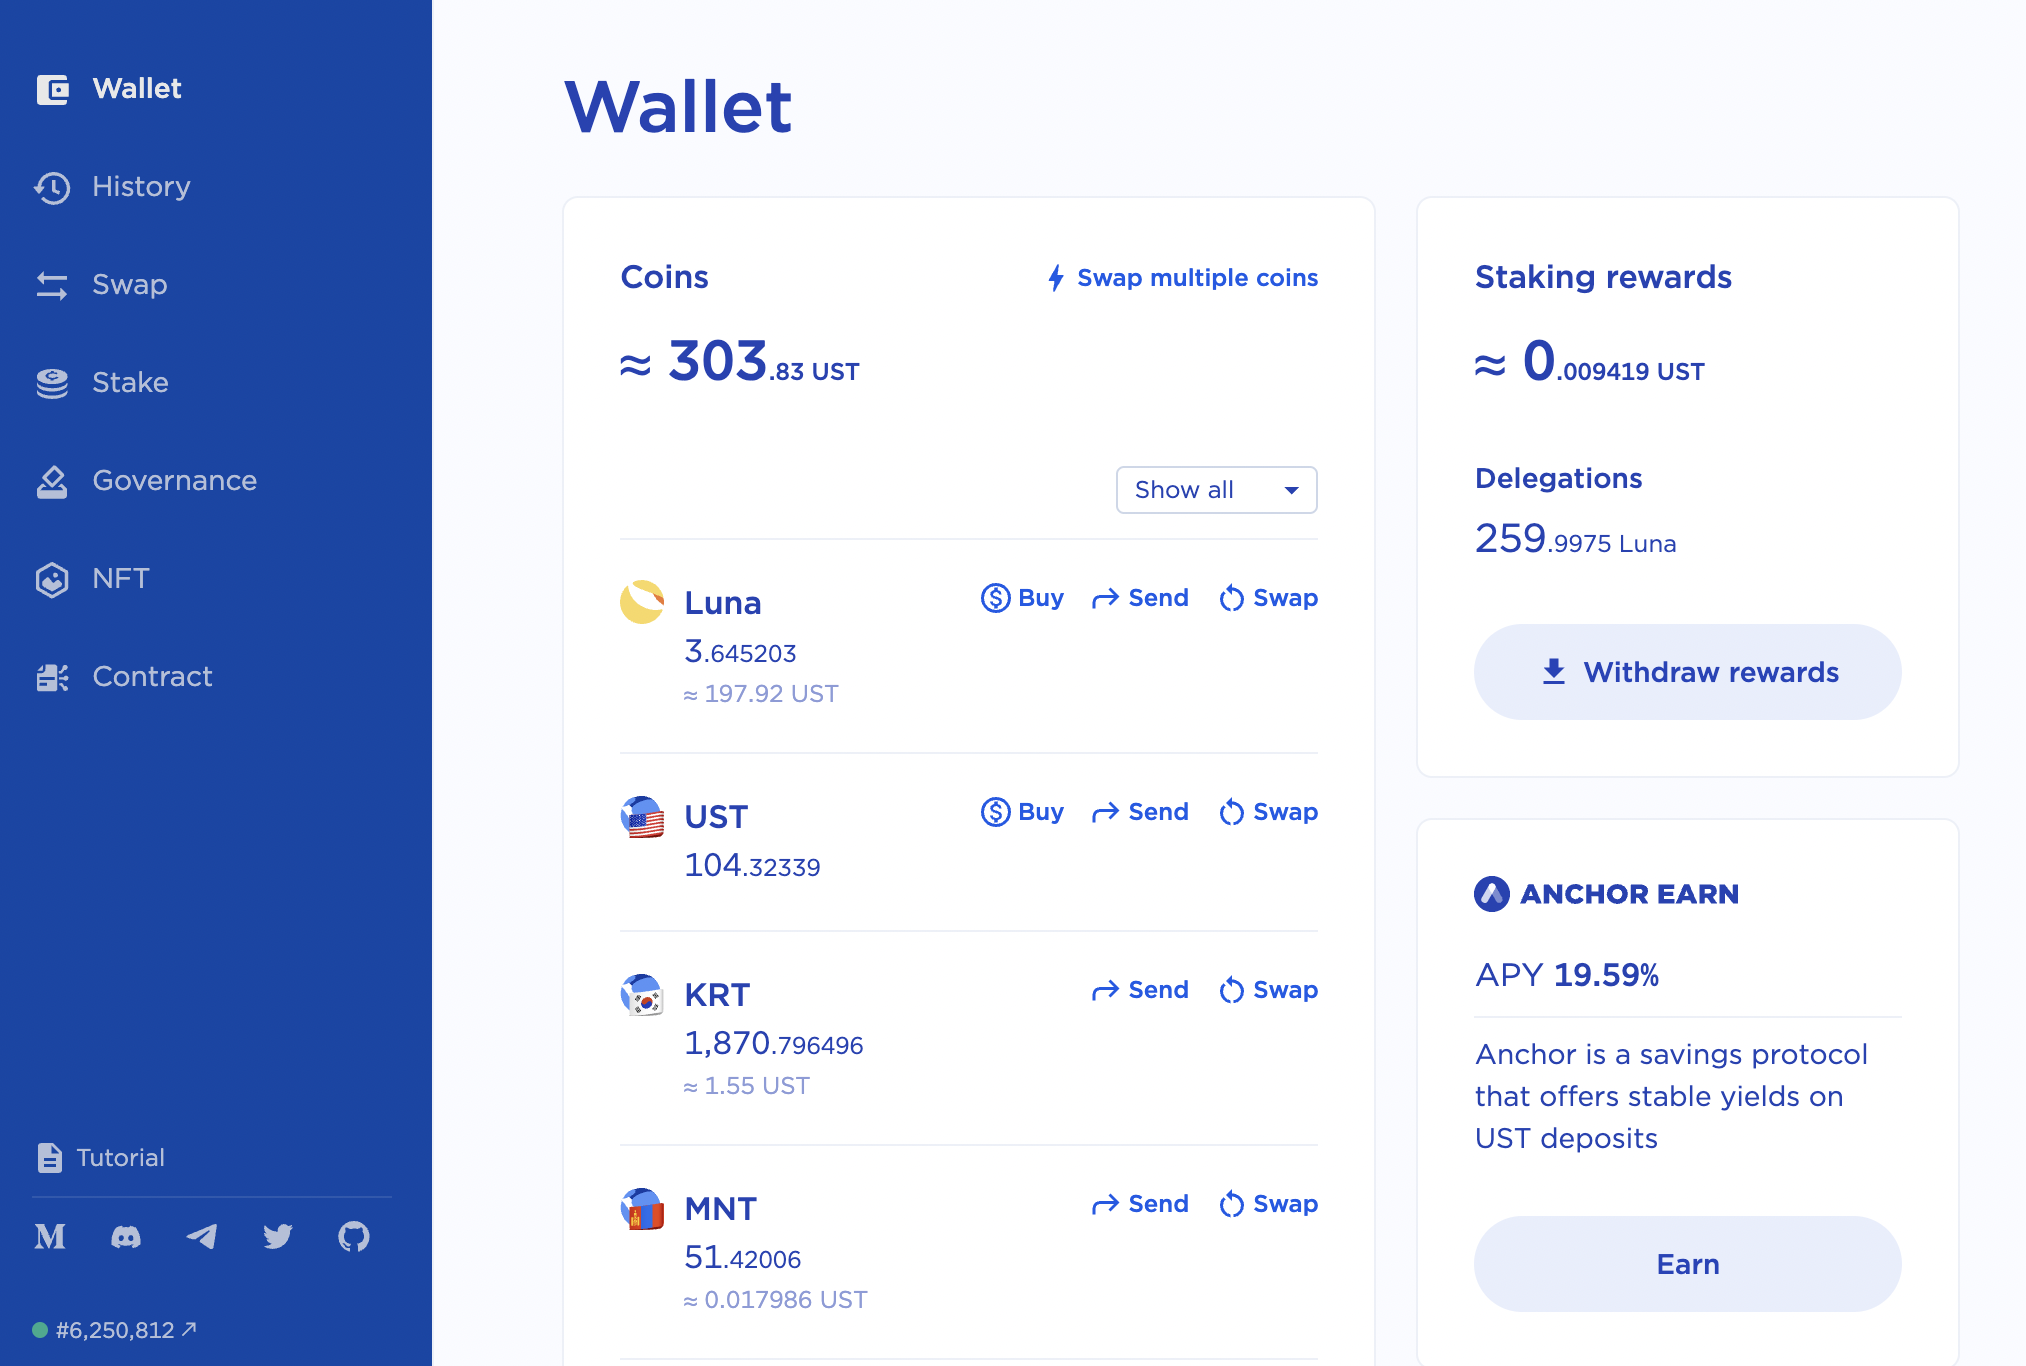 Wallet
History
Swap
Stake
Governance
NFT
Contract
Tutorial
#6,250,812
Wallet
Coins
Swap multiple coins
≈ 303.83 UST
Show all
Luna
Buy Send Swap
3.645203
≈ 197.92 UST
UST
Buy Send Swap
104.32339
KRT
Send Swap
1,870.796496
≈ 1.55 UST
MNT
Send Swap
51.42006
≈ 0.017986 UST
Staking rewards
≈ 0.009419 UST
Delegations
259.9975 Luna
Withdraw rewards
ANCHOR EARN
APY 19.59%
Anchor is a savings protocol
that offers stable yields on
UST deposits
Earn